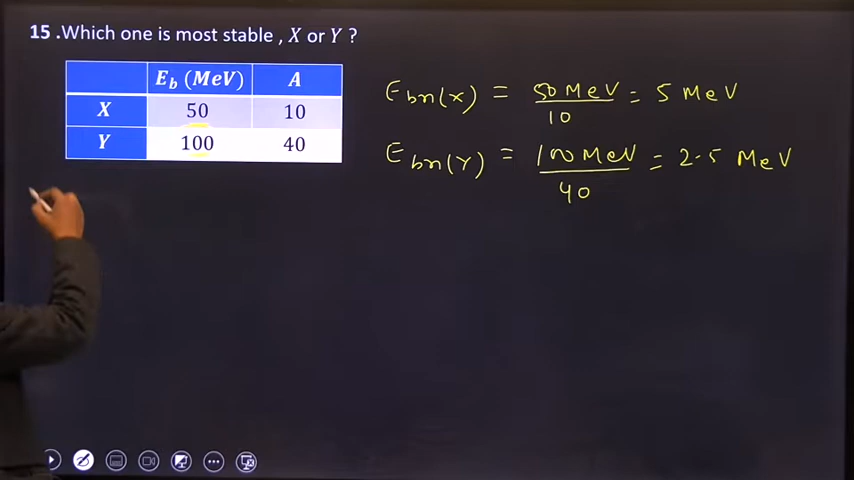 15 .Which one is most stable , X or Y ?
E_b (MeV) A
X 50 10
Y 100 40
E_bn(X) = 50 MeV / 10 = 5 MeV
E_bn(Y) = 100 MeV / 40 = 2.5 MeV